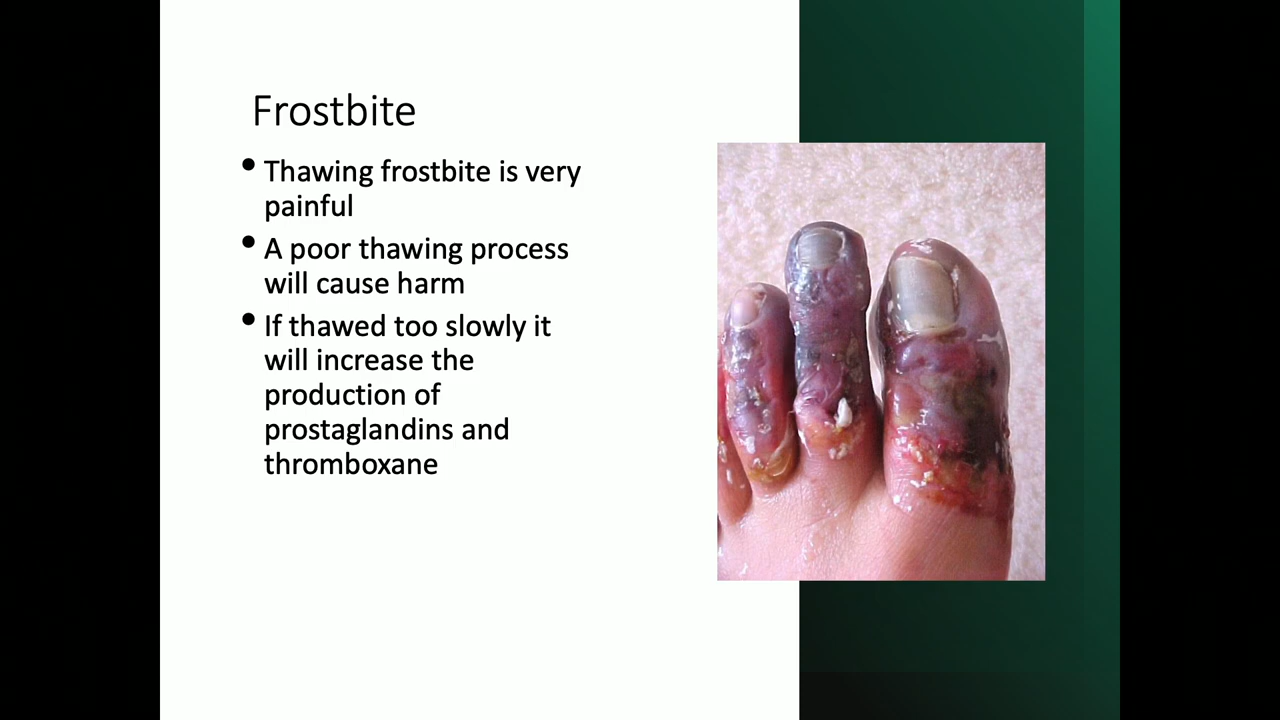 Frostbite
• Thawing frostbite is very
painful
• A poor thawing process
will cause harm
• If thawed too slowly it
will increase the
production of
prostaglandins and
thromboxane